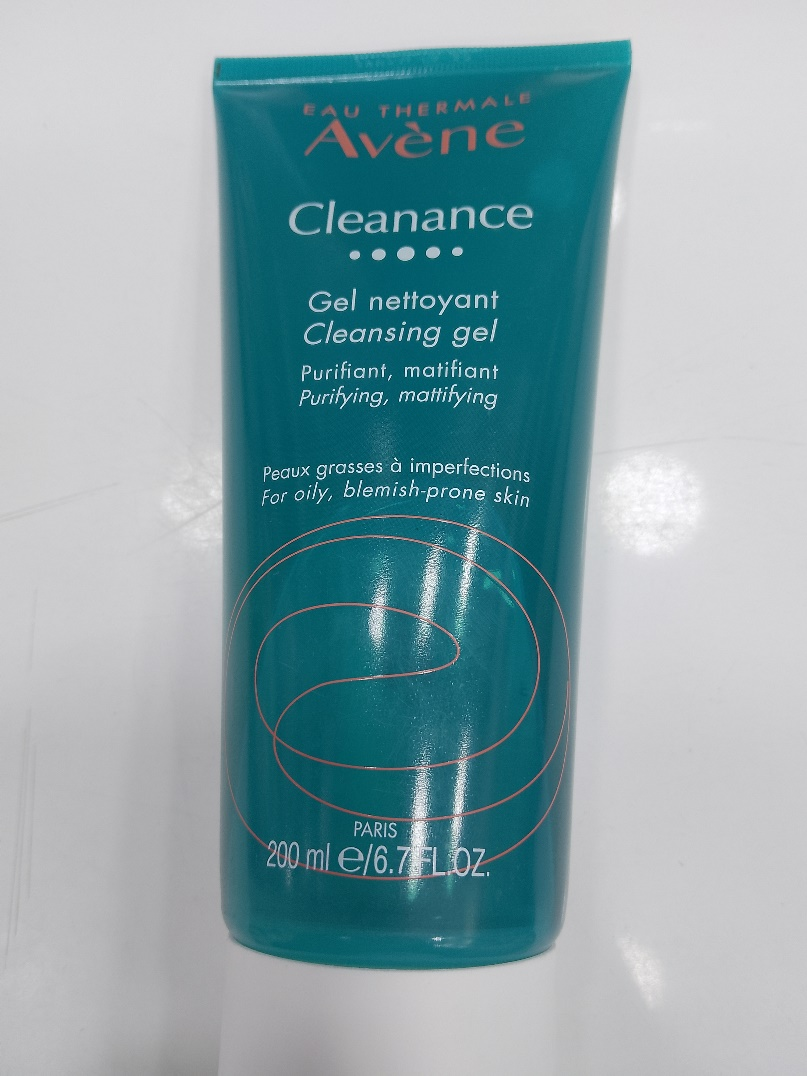 EAU THERMALE
Avène
Cleanance
Gel nettoyant
Cleansing gel
Purifiant, matifiant
Purifying, mattifying
Peaux grasses à imperfections
For oily, blemish-prone skin
PARIS
200 ml ℮/6.7 FL.OZ.